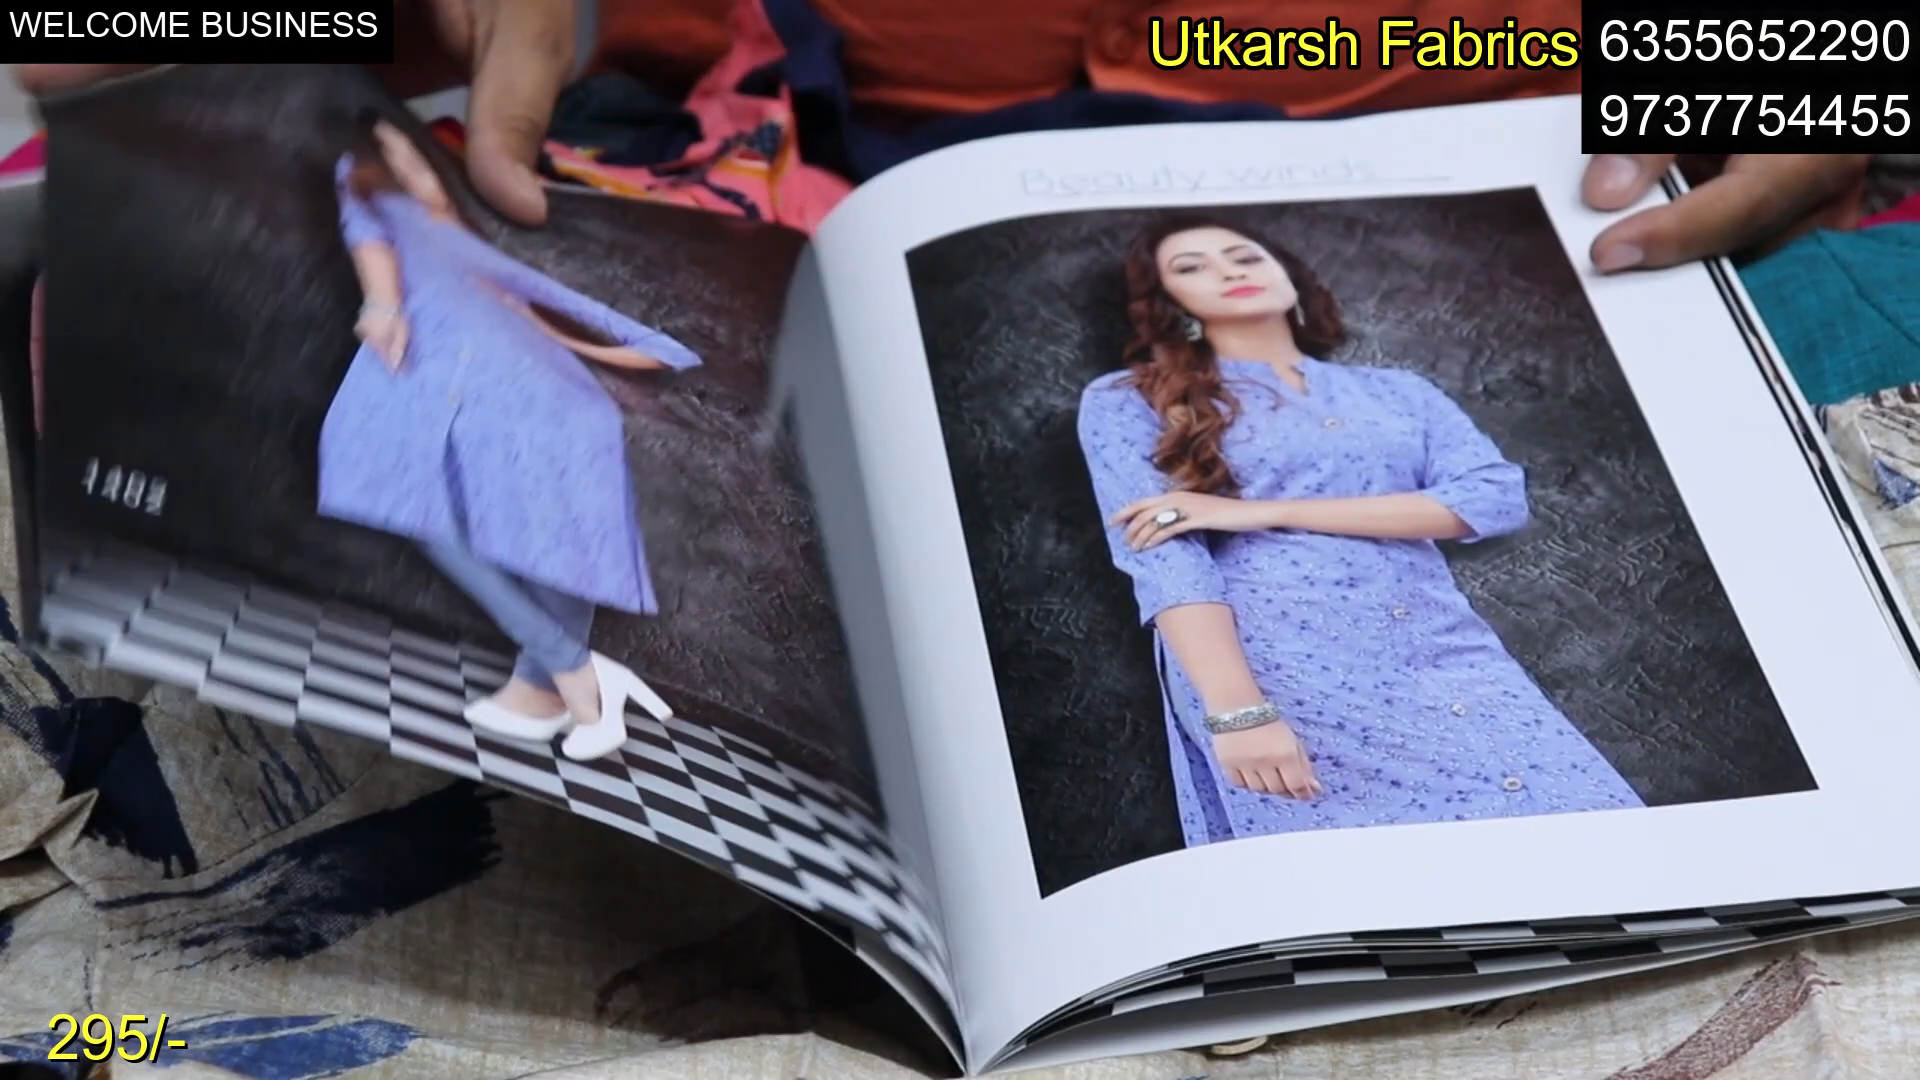 WELCOME BUSINESS
Utkarsh Fabrics
6355652290
9737754455
Beauty winds
295/-